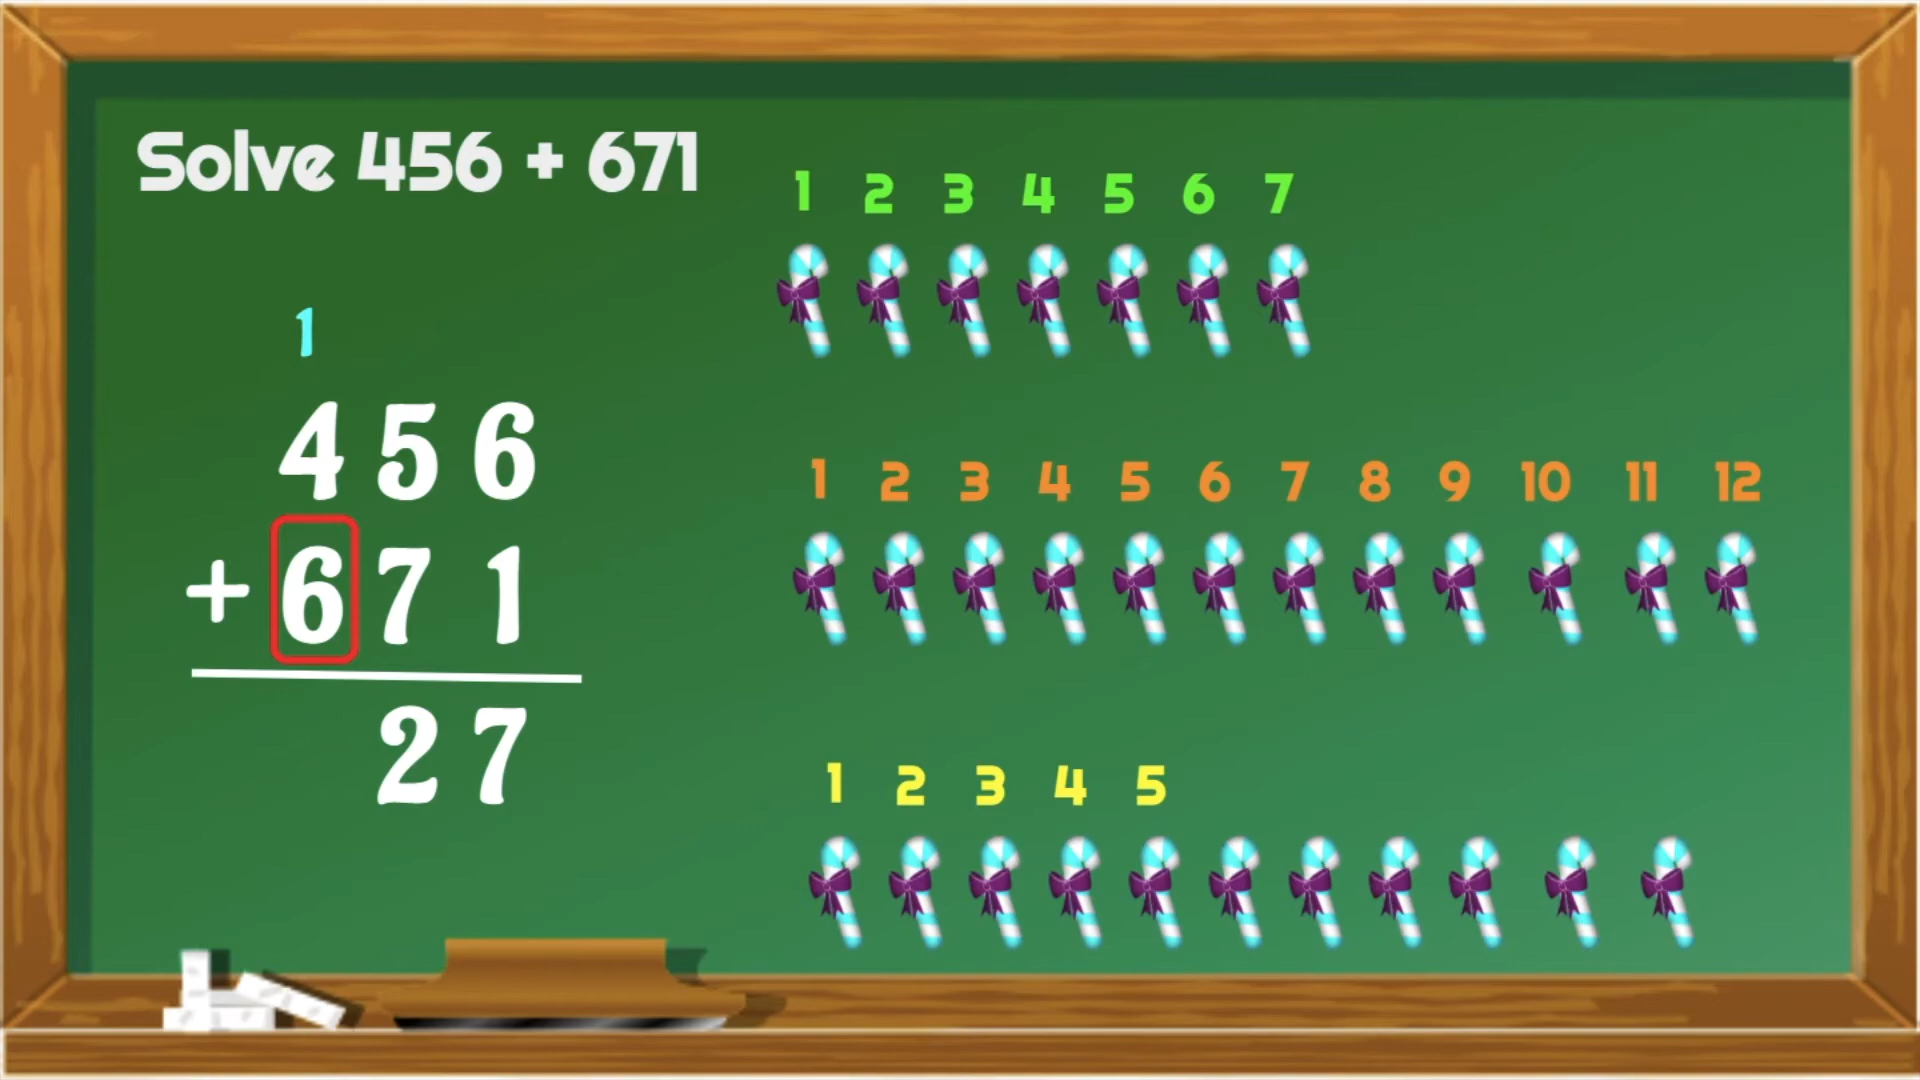 Solve 456 + 671
1 2 3 4 5 6 7
1
456
1 2 3 4 5 6 7 8 9 10 11 12
+671
27
1 2 3 4 5